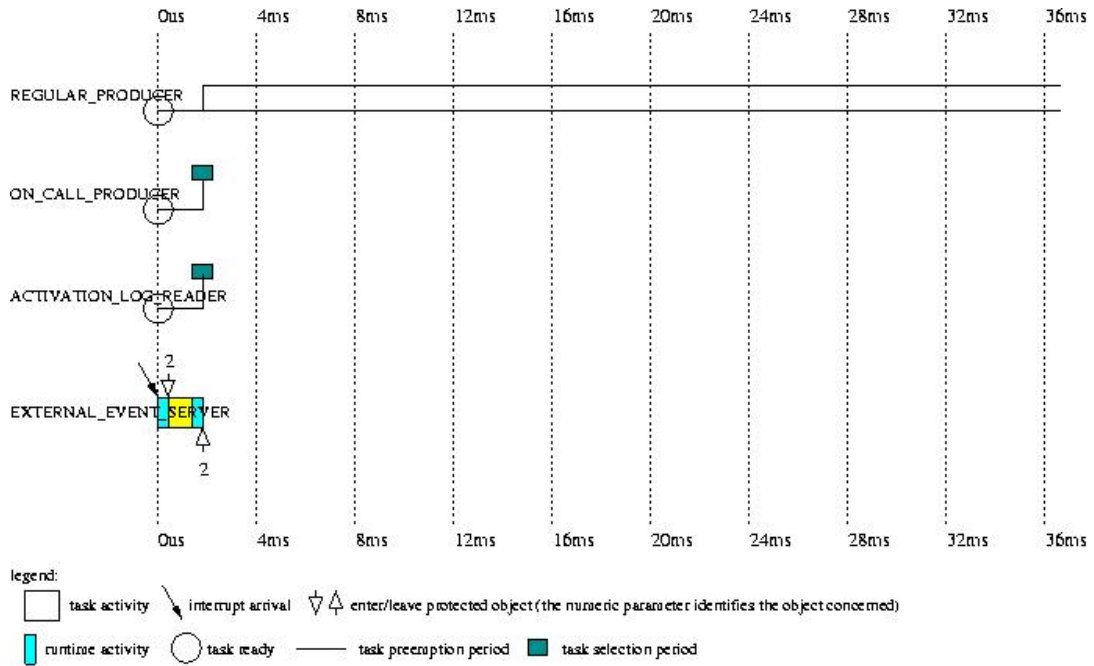 0us 4ms 8ms 12ms 16ms 20ms 24ms 28ms 32ms 36ms
REGULAR_PRODUCER
ON_CALL_PRODUCER
ACTIVATION_LOG_READER
2
EXTERNAL_EVENT_SERVER
2
0us 4ms 8ms 12ms 16ms 20ms 24ms 28ms 32ms 36ms
legend:
task activity interrupt arrival enter/leave protected object (the numeric parameter identifies the object concerned)
runtime activity task ready task preemption period task selection period